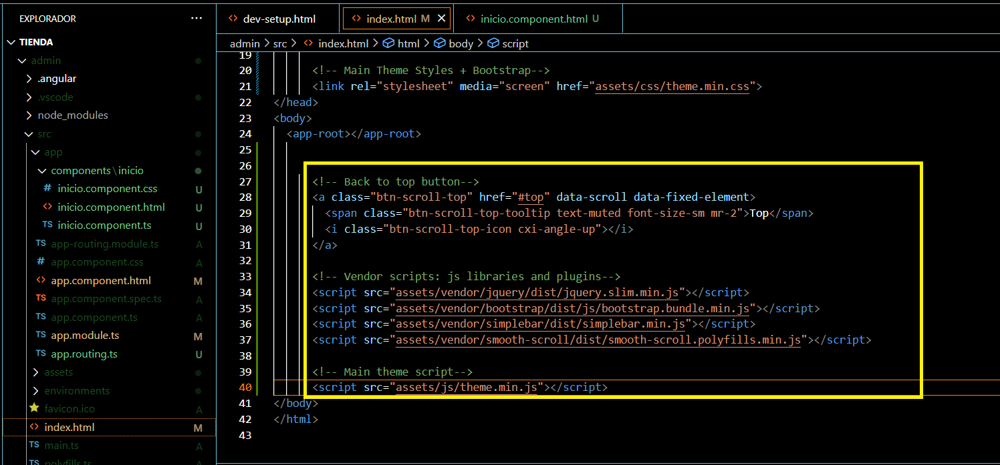 EXPLORADOR ···
TIENDA
admin
.angular
.vscode
node_modules
src
app
components\inicio
# inicio.component.css U
<> inicio.component.html U
TS inicio.component.ts U
TS app-routing.module.ts A
# app.component.css A
<> app.component.html M
TS app.component.spec.ts A
TS app.component.ts A
TS app.module.ts M
TS app.routing.ts U
assets
environments
favicon.ico A
<> index.html M
TS main.ts A
TS polyfills.ts A
<> dev-setup.html
<> index.html M ×
<> inicio.component.html U
admin > src > <> index.html > html > body > script
19
20 <!-- Main Theme Styles + Bootstrap-->
21 <link rel="stylesheet" media="screen" href="assets/css/theme.min.css">
22 </head>
23 <body>
24 <app-root></app-root>
25
26
27 <!-- Back to top button-->
28 <a class="btn-scroll-top" href="#top" data-scroll data-fixed-element>
29 <span class="btn-scroll-top-tooltip text-muted font-size-sm mr-2">Top</span>
30 <i class="btn-scroll-top-icon cxi-angle-up"></i>
31 </a>
32
33 <!-- Vendor scripts: js libraries and plugins-->
34 <script src="assets/vendor/jquery/dist/jquery.slim.min.js"></script>
35 <script src="assets/vendor/bootstrap/dist/js/bootstrap.bundle.min.js"></script>
36 <script src="assets/vendor/simplebar/dist/simplebar.min.js"></script>
37 <script src="assets/vendor/smooth-scroll/dist/smooth-scroll.polyfills.min.js"></script>
38
39 <!-- Main theme script-->
40 <script src="assets/js/theme.min.js"></script>
41 </body>
42 </html>
43